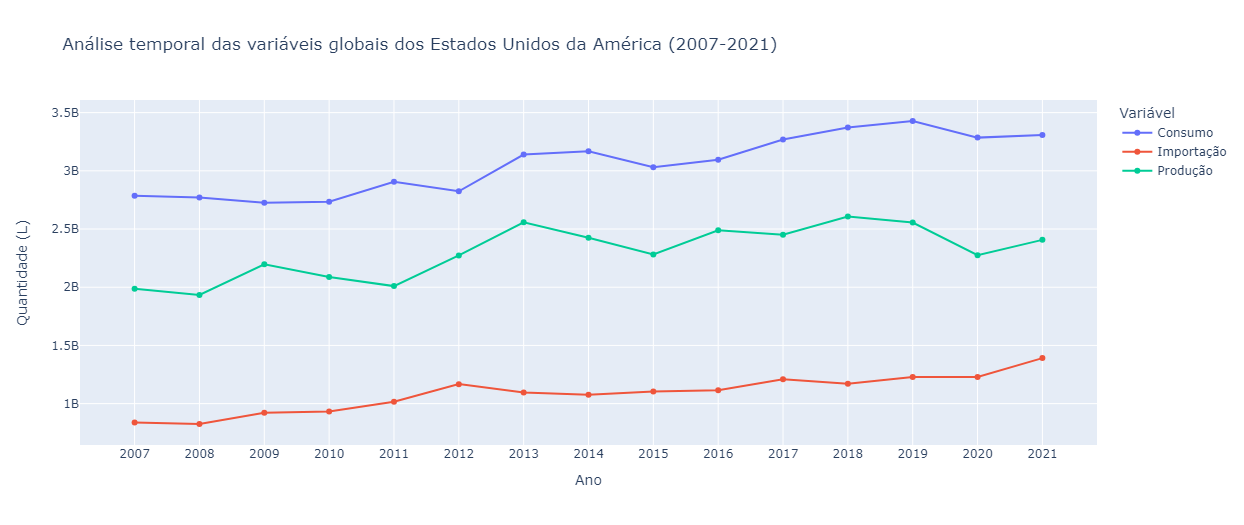 Análise temporal das variáveis globais dos Estados Unidos da América (2007-2021)
Variável
Consumo
Importação
Produção
Quantidade (L)
3.5B
3B
2.5B
2B
1.5B
1B
2007 2008 2009 2010 2011 2012 2013 2014 2015 2016 2017 2018 2019 2020 2021
Ano